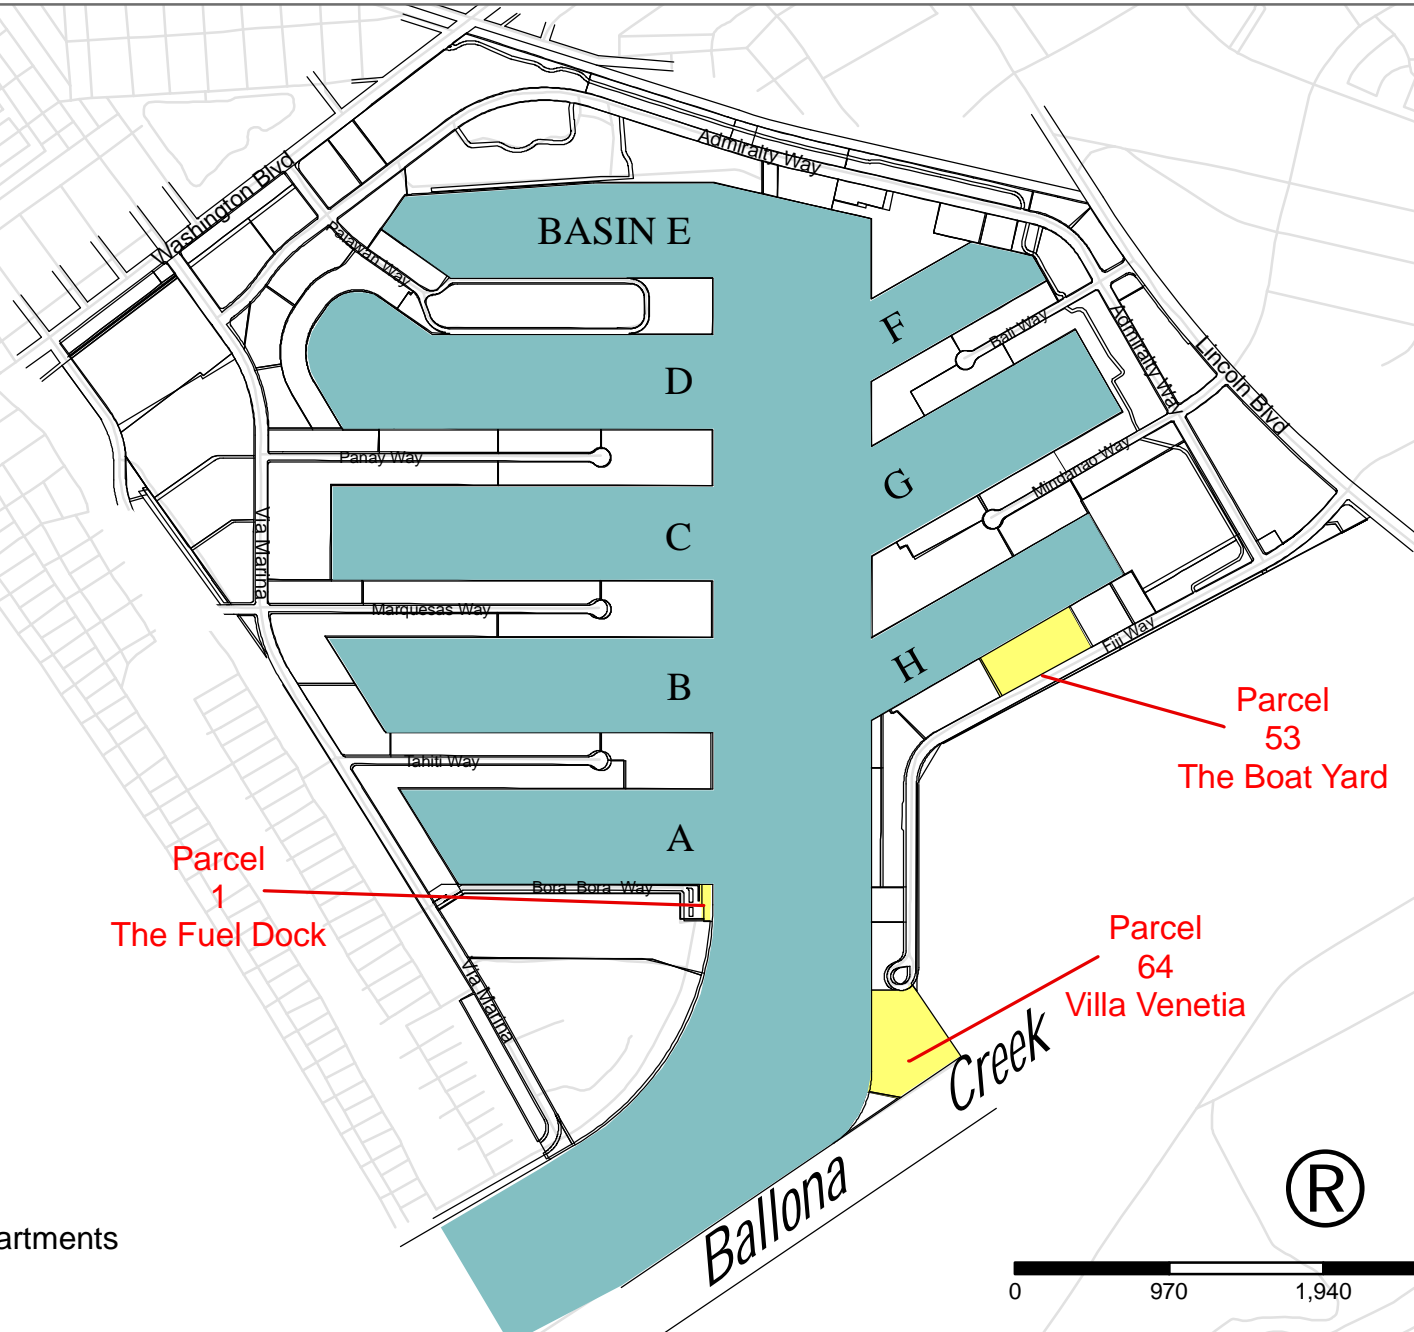 Admiralty Way
Washington Blvd
BASIN E
Palawan Way
F
Bali Way
Admiralty Way
Lincoln Blvd
D
Panay Way
Mindanao Way
G
Via Marina
C
Marquesas Way
Fiji Way
H
B
Parcel
53
The Boat Yard
Tahiti Way
A
Parcel
1
The Fuel Dock
Bora Bora Way
Parcel
64
Villa Venetia
Via Marina
Ballona Creek
®
artments
0 970 1,940